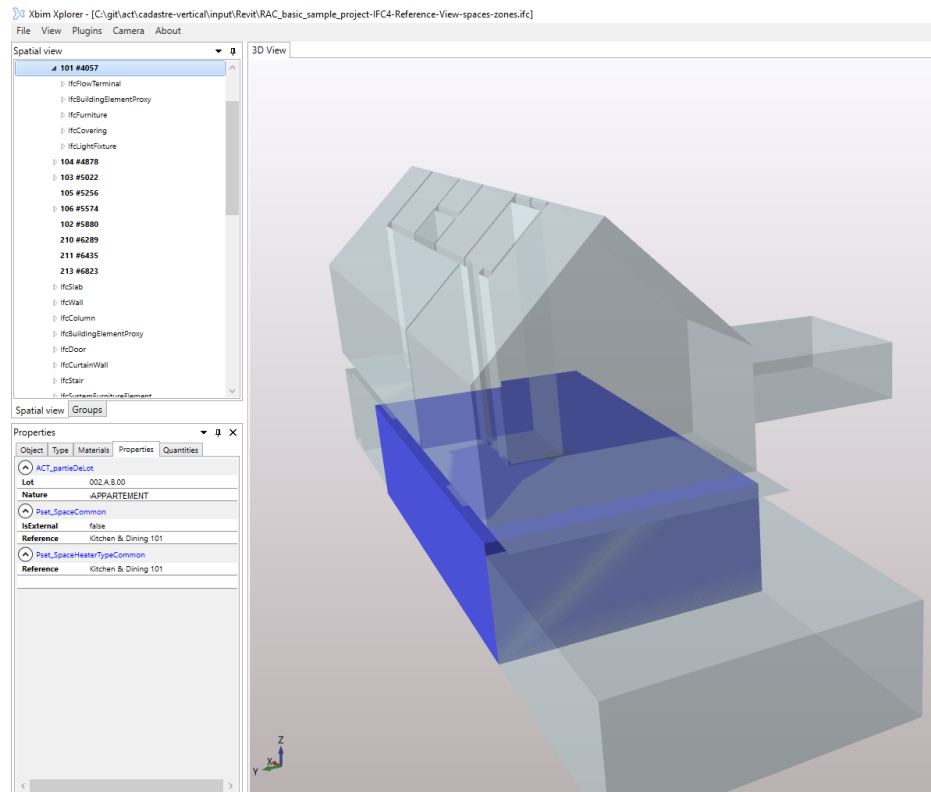 Xbim Xplorer - [C:\git\act\cadastre-vertical\input\Revit\RAC_basic_sample_project-IFC4-Reference-View-spaces-zones.ifc]
File View Plugins Camera About
Spatial view
101 #4057
IfcFlowTerminal
IfcBuildingElementProxy
IfcFurniture
IfcCovering
IfcLightFixture
104 #4878
103 #5022
105 #5256
106 #5574
102 #5880
210 #6289
211 #6435
213 #6823
IfcSlab
IfcWall
IfcColumn
IfcBuildingElementProxy
IfcDoor
IfcCurtainWall
IfcStair
IfcSystemFurnitureElement
Spatial view Groups
Properties
Object Type Materials Properties Quantities
ACT_partieDeLot
Lot 002.A.B.00
Nature APPARTEMENT
Pset_SpaceCommon
IsExternal false
Reference Kitchen & Dining 101
Pset_SpaceHeaterTypeCommon
Reference Kitchen & Dining 101
3D View
Z
X
Y